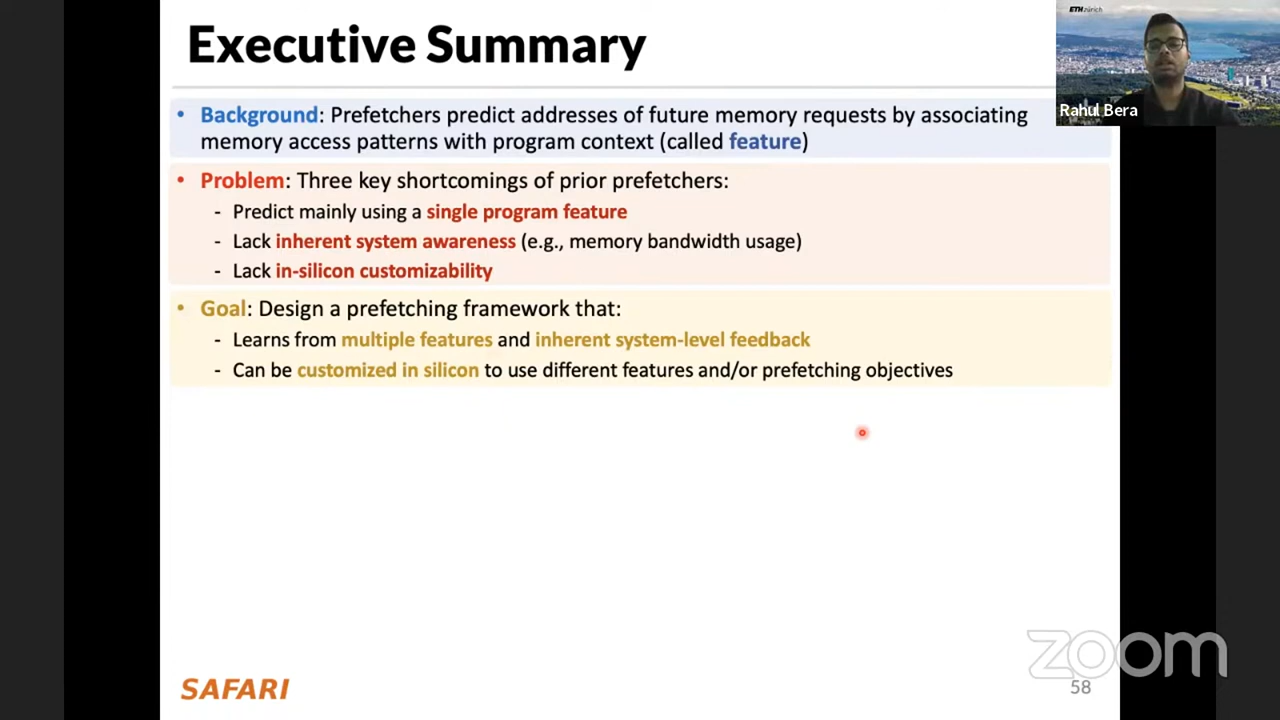 Executive Summary
ETH zürich
Rahul Bera
• Background: Prefetchers predict addresses of future memory requests by associating
memory access patterns with program context (called feature)
• Problem: Three key shortcomings of prior prefetchers:
- Predict mainly using a single program feature
- Lack inherent system awareness (e.g., memory bandwidth usage)
- Lack in-silicon customizability
• Goal: Design a prefetching framework that:
- Learns from multiple features and inherent system-level feedback
- Can be customized in silicon to use different features and/or prefetching objectives
zoom
SAFARI
58